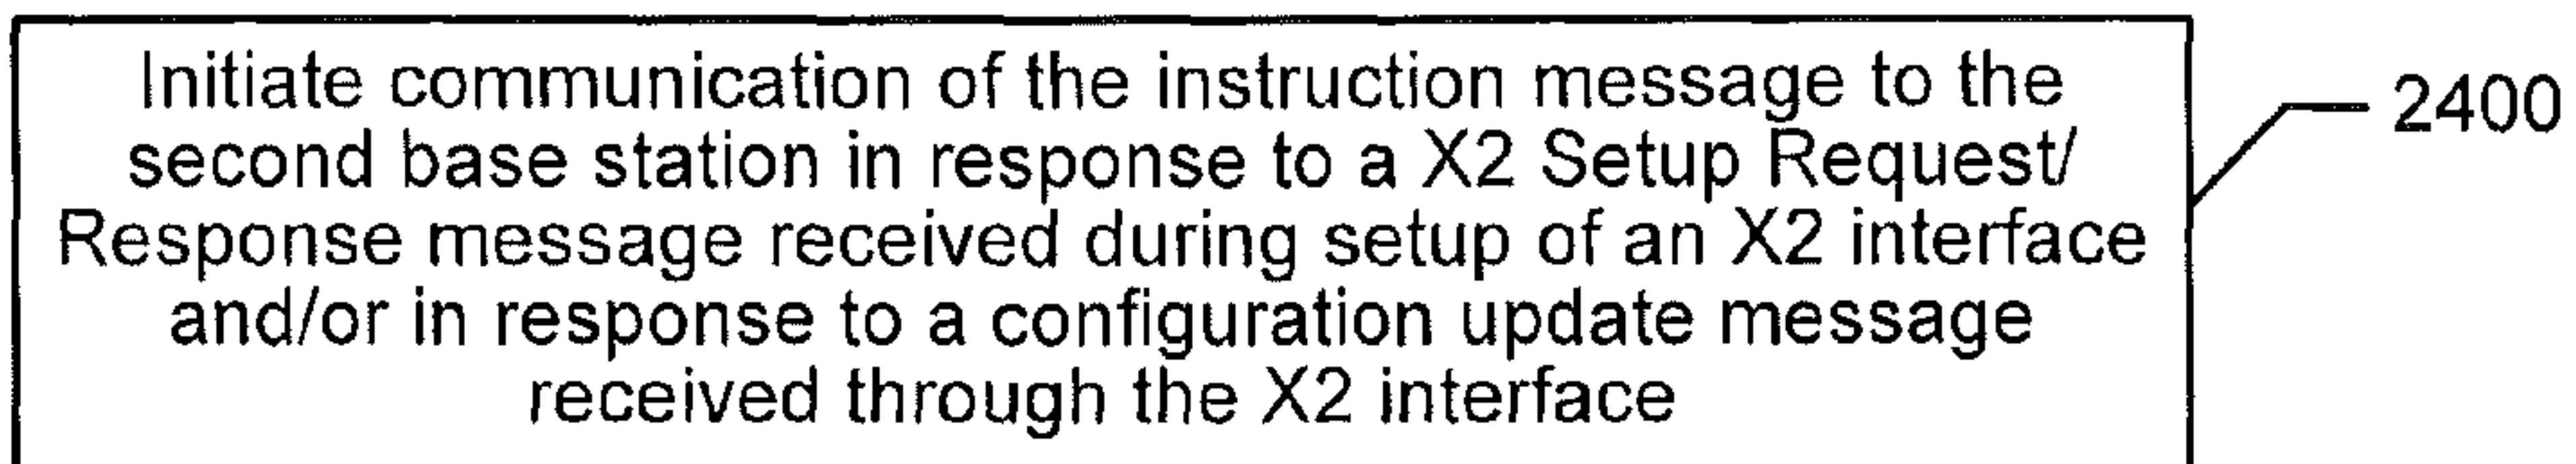 Initiate communication of the instruction message to the
second base station in response to a X2 Setup Request/
Response message received during setup of an X2 interface
and/or in response to a configuration update message
received through the X2 interface
2400